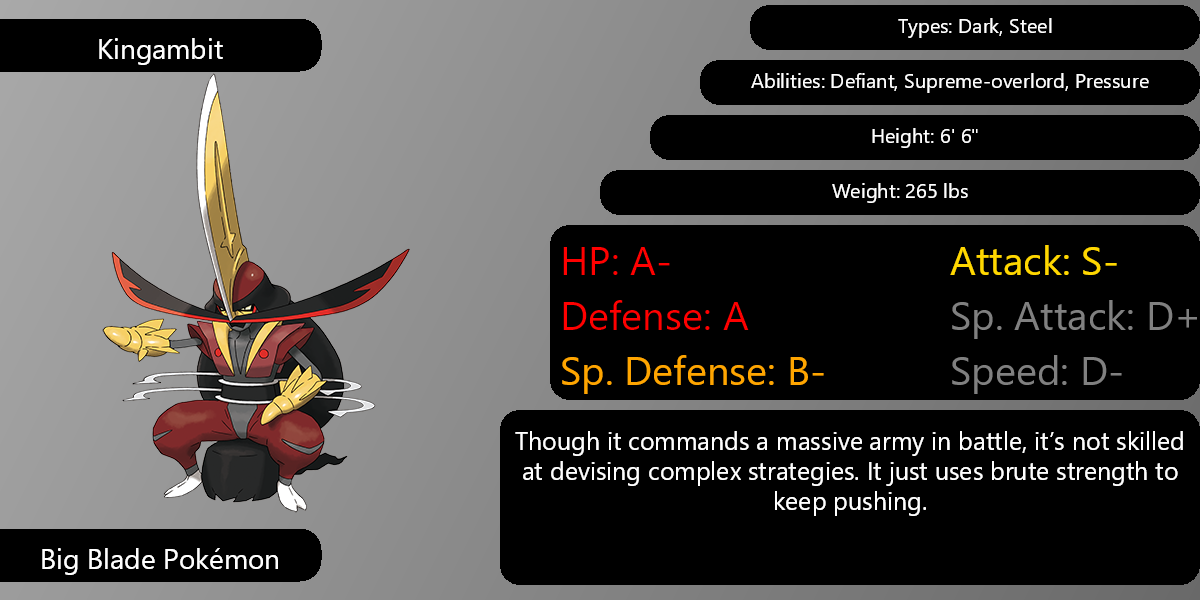 Kingambit
Types: Dark, Steel
Abilities: Defiant, Supreme-overlord, Pressure
Height: 6' 6"
Weight: 265 lbs
HP: A-
Attack: S-
Defense: A
Sp. Attack: D+
Sp. Defense: B-
Speed: D-
Though it commands a massive army in battle, it’s not skilled
at devising complex strategies. It just uses brute strength to
keep pushing.
Big Blade Pokémon